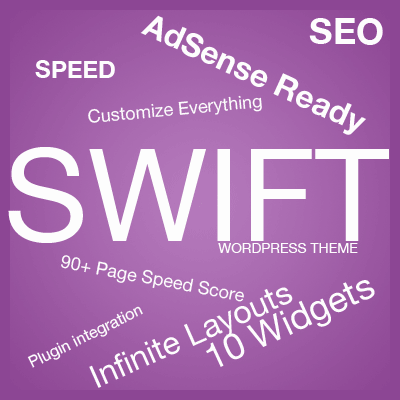 SEO
AdSense Ready
SPEED
Customize Everything
SWIFT
WORDPRESS THEME
90+ Page Speed Score
Plugin integration
Infinite Layouts
10 Widgets